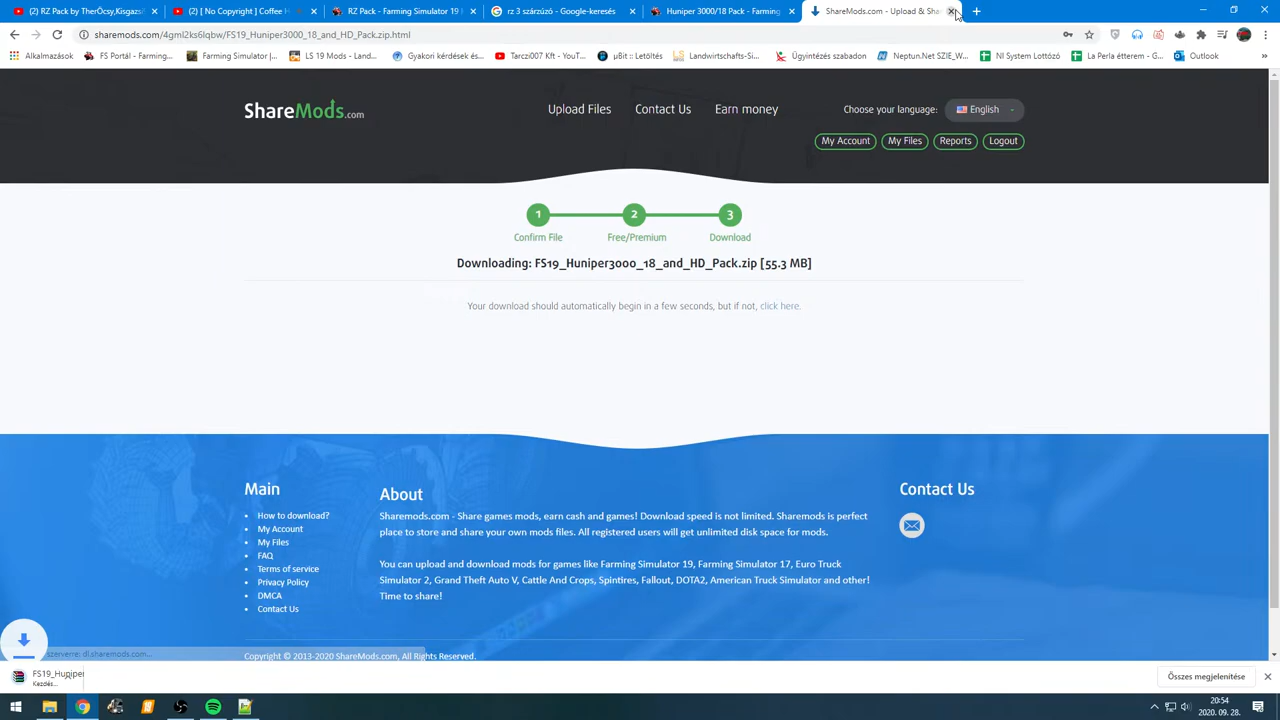 (2) RZ Pack by TherÖcsy,Kisgazs
(2) [ No Copyright ] Coffee H
RZ Pack - Farming Simulator 19
rz 3 szárzúzó - Google-keresés
Huniper 3000/18 Pack - Farming
ShareMods.com - Upload & Sha
sharemods.com/4gml2ks6lqbw/FS19_Huniper3000_18_and_HD_Pack.zip.html
Alkalmazások
FS Portál - Farming...
Farming Simulator |...
LS 19 Mods - Land...
Gyakori kérdések és...
Tarczi007 Kft - YouT...
µBit :: Letöltés
Landwirtschafts-Si...
Ügyintézés szabadon
Neptun.Net SZIE_W...
NI System Lottózó
La Perla étterem - G...
Outlook
ShareMods.com
Upload Files
Contact Us
Earn money
Choose your language:
English
My Account
My Files
Reports
Logout
1
2
3
Confirm File
Free/Premium
Download
Downloading: FS19_Huniper3000_18_and_HD_Pack.zip [55.3 MB]
Your download should automatically begin in a few seconds, but if not, click here.
Main
About
Contact Us
How to download?
My Account
My Files
FAQ
Terms of service
Privacy Policy
DMCA
Contact Us
Sharemods.com - Share games mods, earn cash and games! Download speed is not limited. Sharemods is perfect
place to store and share your own mods files. All registered users will get unlimited disk space for mods.
You can upload and download mods for games like Farming Simulator 19, Farming Simulator 17, Euro Truck
Simulator 2, Grand Theft Auto V, Cattle And Crops, Spintires, Fallout, DOTA2, American Truck Simulator and other!
Time to share!
szerverre: dl.sharemods.com...
Copyright © 2013-2020 ShareMods.com, All Rights Reserved.
FS19_Huniper
Kezdés...
Összes megjelenítése
20:54
2020. 09. 28.